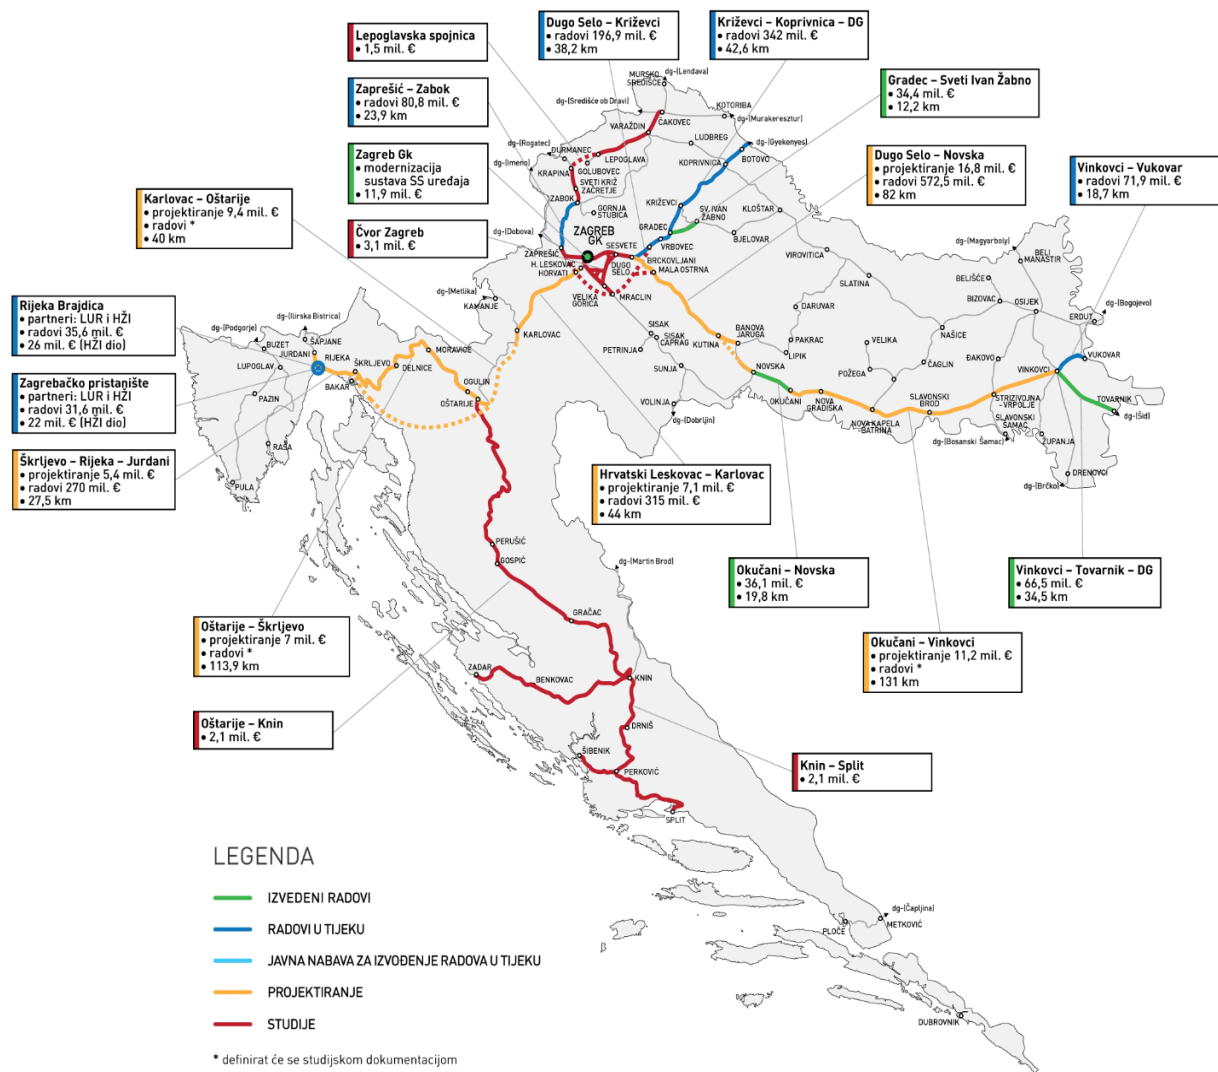 Lepoglavska spojnica
• 1,5 mil. €
Dugo Selo – Križevci
• radovi 196,9 mil. €
• 38,2 km
Križevci – Koprivnica – DG
• radovi 342 mil. €
• 42,6 km
Zaprešić – Zabok
• radovi 80,8 mil. €
• 23,9 km
Gradec – Sveti Ivan Žabno
• 34,4 mil. €
• 12,2 km
Zagreb Gk
• modernizacija
sustava SS uređaja
• 11,9 mil. €
Dugo Selo – Novska
• projektiranje 16,8 mil. €
• radovi 572,5 mil. €
• 82 km
Vinkovci – Vukovar
• radovi 71,9 mil. €
• 18,7 km
Karlovac – Oštarije
• projektiranje 9,4 mil. €
• radovi *
• 40 km
Čvor Zagreb
• 3,1 mil. €
Rijeka Brajdica
• partneri: LUR i HŽI
• radovi 35,6 mil. €
• 26 mil. € (HŽI dio)
Zagrebačko pristanište
• partneri: LUR i HŽI
• radovi 31,6 mil. €
• 22 mil. € (HŽI dio)
Škrljevo – Rijeka – Jurdani
• projektiranje 5,4 mil. €
• radovi 270 mil. €
• 27,5 km
Hrvatski Leskovac – Karlovac
• projektiranje 7,1 mil. €
• radovi 315 mil. €
• 44 km
Okučani – Novska
• 36,1 mil. €
• 19,8 km
Vinkovci – Tovarnik – DG
• 66,5 mil. €
• 34,5 km
Oštarije – Škrljevo
• projektiranje 7 mil. €
• radovi *
• 113,9 km
Okučani – Vinkovci
• projektiranje 11,2 mil. €
• radovi *
• 131 km
Oštarije – Knin
• 2,1 mil. €
Knin – Split
• 2,1 mil. €
MURSKO
SREDIŠĆE
dg-(Lendava)
dg-(Središće ob Dravi)
KOTORIBA
dg-(Murakeresztur)
ČAKOVEC
VARAŽDIN
LUDBREG
dg-(Gyekenyes)
dg-(Rogatec)
ĐURMANEC
BOTOVO
dg-(Imeno)
LEPOGLAVA
KOPRIVNICA
GOLUBOVEC
KRAPINA
SVETI KRIŽ
ZAČRETJE
ZABOK
GORNJA
STUBICA
KRIŽEVCI
SV. IVAN
ŽABNO
KLOŠTAR
GRADEC
BJELOVAR
dg-(Dobova)
ZAGREB
GK
SESVETE
VRBOVEC
ZAPREŠIĆ
H. LESKOVAC
HORVATI
DUGO
SELO
BRCKOVLJANI
MALA OSTRNA
VELIKA
GORICA
MRACLIN
VIROVITICA
dg-(Magyarboly)
BELI
MANASTIR
SLATINA
BELIŠĆE
BIZOVAC
OSIJEK
dg-(Bogojevo)
ERDUT
dg-(Metlika)
KAMANJE
KARLOVAC
SISAK
SISAK
CAPRAG
PETRINJA
SUNJA
VOLINJA
dg-(Dobrljin)
BANOVA
JARUGA
KUTINA
LIPIK
PAKRAC
DARUVAR
VELIKA
POŽEGA
ČAGLIN
NAŠICE
ĐAKOVO
VINKOVCI
VUKOVAR
TOVARNIK
dg-(Šid)
NOVSKA
OKUČANI
NOVA
GRADIŠKA
NOVA KAPELA
BATRINA
SLAVONSKI
BROD
STRIZIVOJNA
–VRPOLJE
SLAVONSKI
ŠAMAC
dg-(Bosanski Šamac)
ŽUPANJA
DRENOVCI
dg-(Brčko)
dg-(Podgorje)
dg-(Ilirska Bistrica)
BUZET
ŠAPJANE
JURDANI
RIJEKA
LUPOGLAV
ŠKRLJEVO
BAKAR
MORAVICE
DELNICE
OGULIN
OŠTARIJE
PAZIN
RAŠA
PULA
PERUŠIĆ
GOSPIĆ
dg-(Martin Brod)
GRAČAC
ZADAR
BENKOVAC
KNIN
DRNIŠ
ŠIBENIK
PERKOVIĆ
SPLIT
dg-(Čapljina)
PLOČE
METKOVIĆ
DUBROVNIK
LEGENDA
IZVEDENI RADOVI
RADOVI U TIJEKU
JAVNA NABAVA ZA IZVOĐENJE RADOVA U TIJEKU
PROJEKTIRANJE
STUDIJE
* definirat će se studijskom dokumentacijom